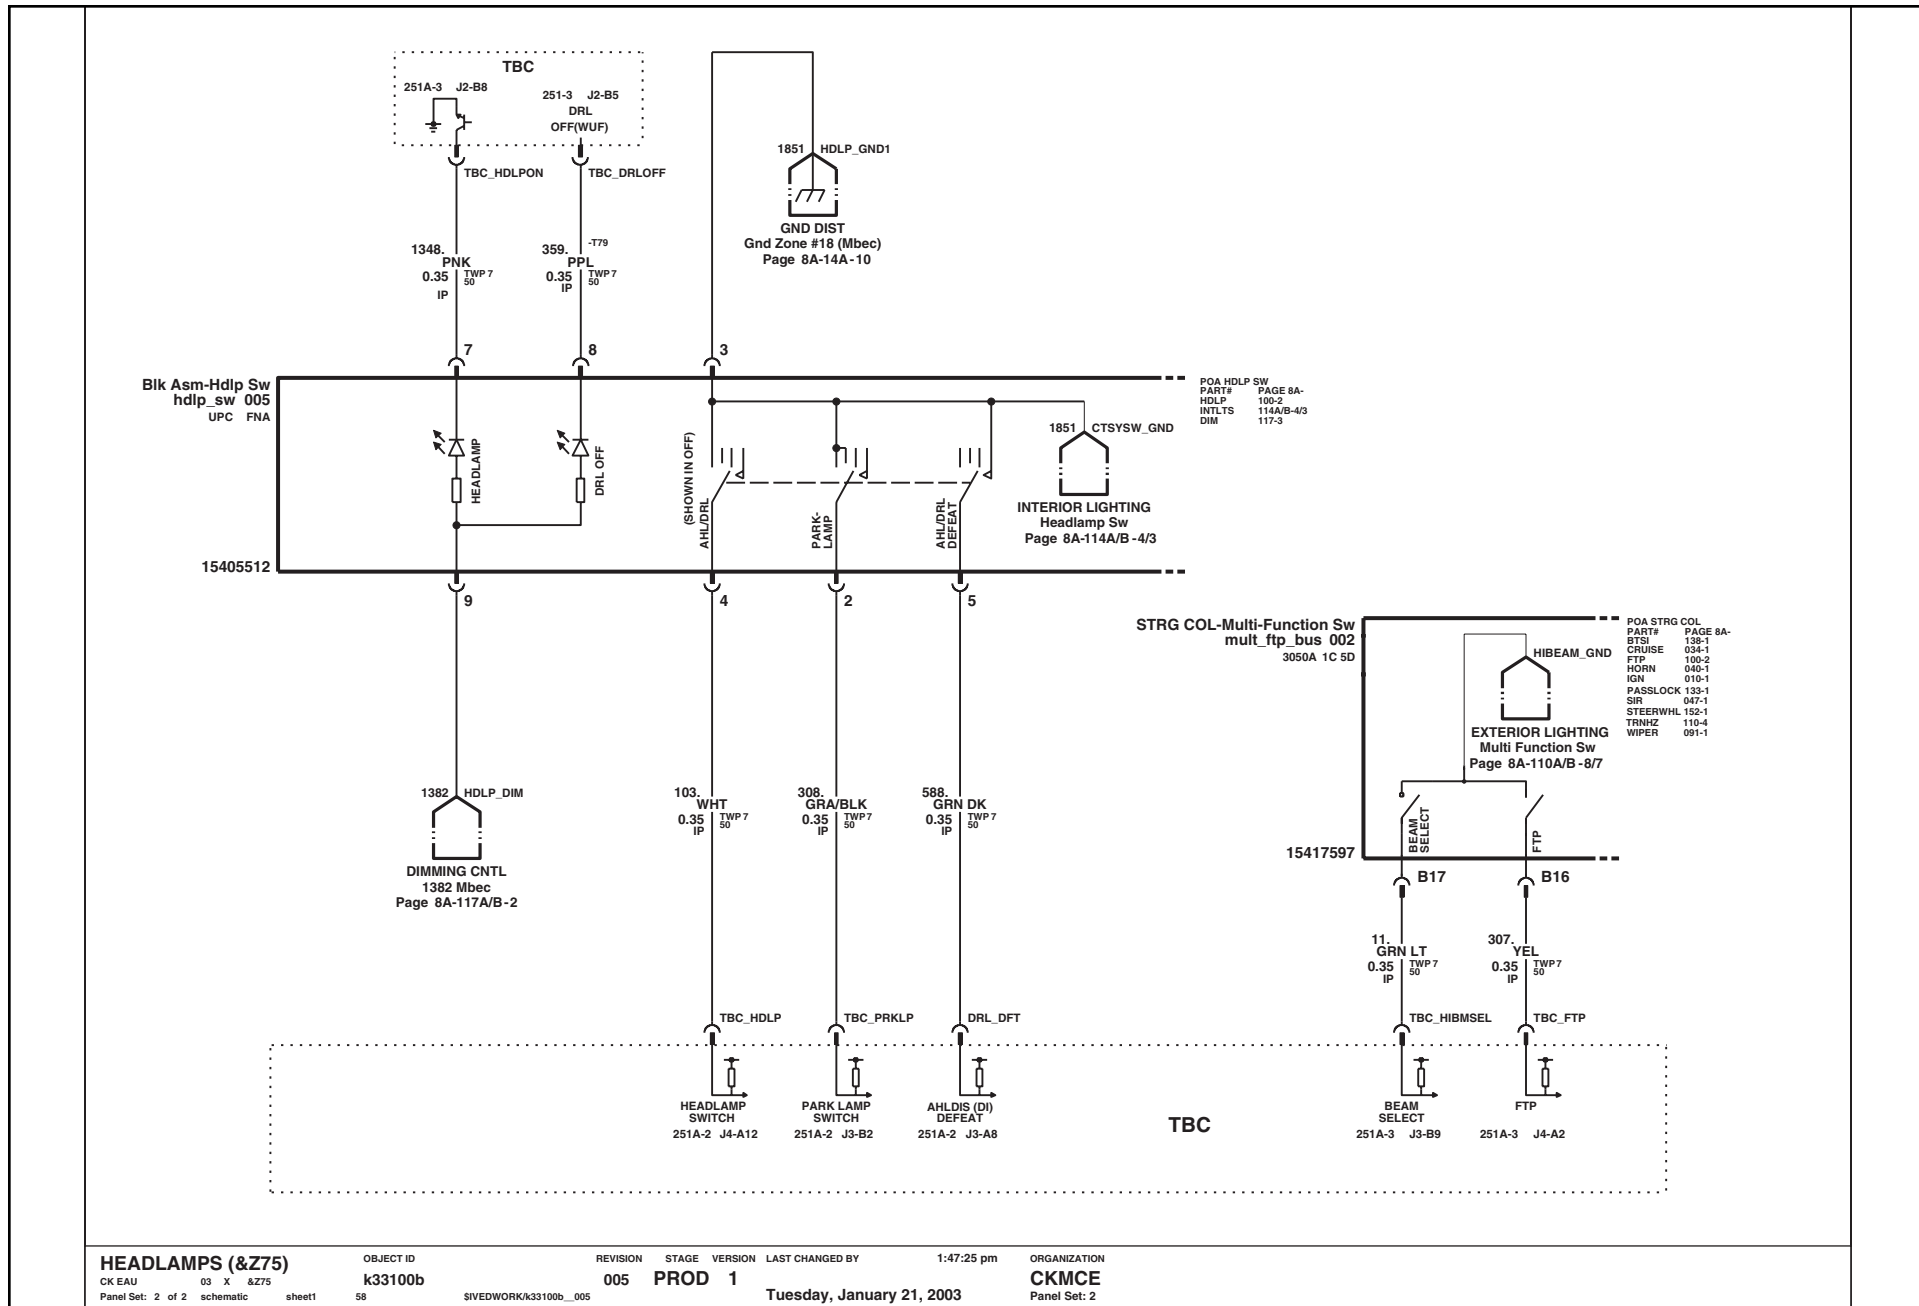 TBC
251A-3 J2-B8
251-3 J2-B5
DRL
OFF(WUF)
TBC_HDLPON
TBC_DRLOFF
1851 HDLP_GND1
GND DIST
Gnd Zone #18 (Mbec)
Page 8A-14A-10
1348.
PNK
0.35 TWP 7
50
IP
359. -T79
PPL
0.35 TWP 7
50
IP
7
8
3
Blk Asm-Hdlp Sw
hdlp_sw 005
UPC FNA
15405512
HEADLAMP
DRL OFF
(SHOWN IN OFF)
AHL/DRL
PARK-
LAMP
AHL/DRL
DEFEAT
1851 CTSYSW_GND
INTERIOR LIGHTING
Headlamp Sw
Page 8A-114A/B-4/3
POA HDLP SW
PART# PAGE 8A-
HDLP 100-2
INTLTS 114A/B-4/3
DIM 117-3
9
4
2
5
1382 HDLP_DIM
DIMMING CNTL
1382 Mbec
Page 8A-117A/B-2
103.
WHT
0.35 TWP 7
50
IP
308.
GRA/BLK
0.35 TWP 7
50
IP
588.
GRN DK
0.35 TWP 7
50
IP
STRG COL-Multi-Function Sw
mult_ftp_bus 002
3050A 1C 5D
15417597
HIBEAM_GND
EXTERIOR LIGHTING
Multi Function Sw
Page 8A-110A/B-8/7
BEAM
SELECT
FTP
POA STRG COL
PART# PAGE 8A-
BTSI 138-1
CRUISE 034-1
FTP 100-2
HORN 040-1
IGN 010-1
PASSLOCK 133-1
SIR 047-1
STEERWHL 152-1
TRNHZ 110-4
WIPER 091-1
B17
B16
11.
GRN LT
0.35 TWP 7
50
IP
307.
YEL
0.35 TWP 7
50
IP
TBC_HDLP
TBC_PRKLP
DRL_DFT
TBC_HIBMSEL
TBC_FTP
HEADLAMP
SWITCH
251A-2 J4-A12
PARK LAMP
SWITCH
251A-2 J3-B2
AHLDIS (DI)
DEFEAT
251A-2 J3-A8
TBC
BEAM
SELECT
251A-3 J3-B9
FTP
251A-3 J4-A2
HEADLAMPS (&Z75)
CK EAU 03 X &Z75
Panel Set: 2 of 2 schematic sheet1 58 $IVEDWORK/k33100b__005
OBJECT ID
k33100b
REVISION STAGE VERSION LAST CHANGED BY 1:47:25 pm
005 PROD 1
Tuesday, January 21, 2003
ORGANIZATION
CKMCE
Panel Set: 2